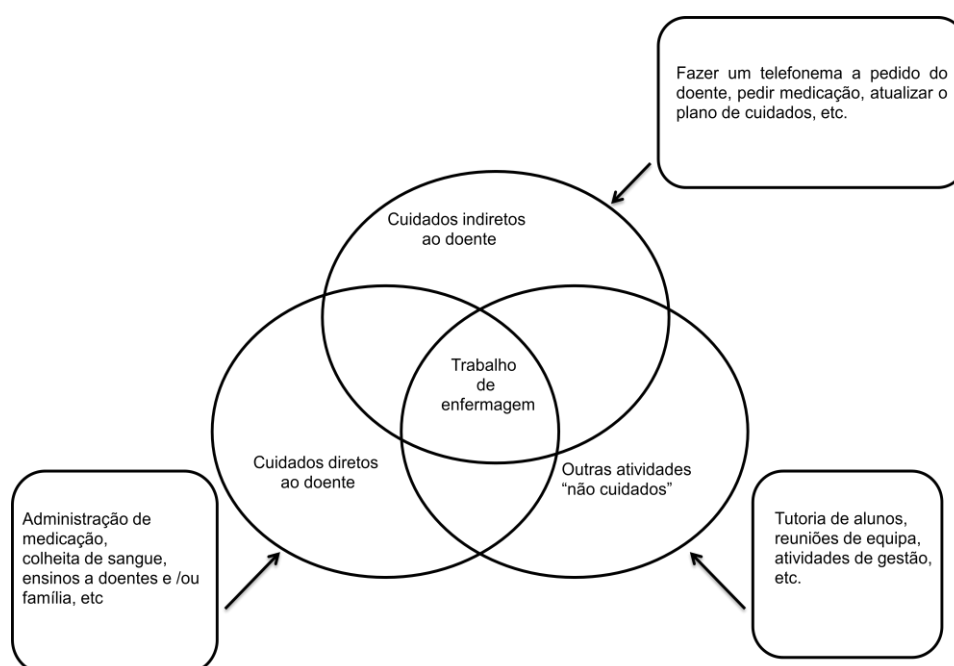 Fazer um telefonema a pedido do
doente, pedir medicação, atualizar o
plano de cuidados, etc.
Cuidados indiretos
ao doente
Trabalho
de
enfermagem
Cuidados diretos
ao doente
Outras atividades
“não cuidados”
Administração de
medicação,
colheita de sangue,
ensinos a doentes e /ou
família, etc
Tutoria de alunos,
reuniões de equipa,
atividades de gestão,
etc.